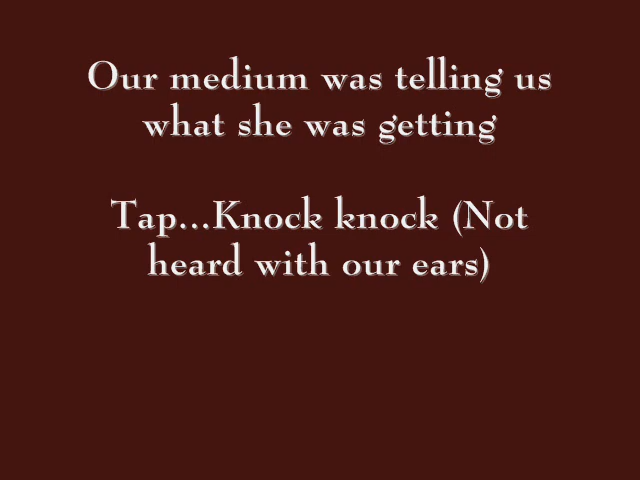 Our medium was telling us
what she was getting
Tap...Knock knock (Not
heard with our ears)